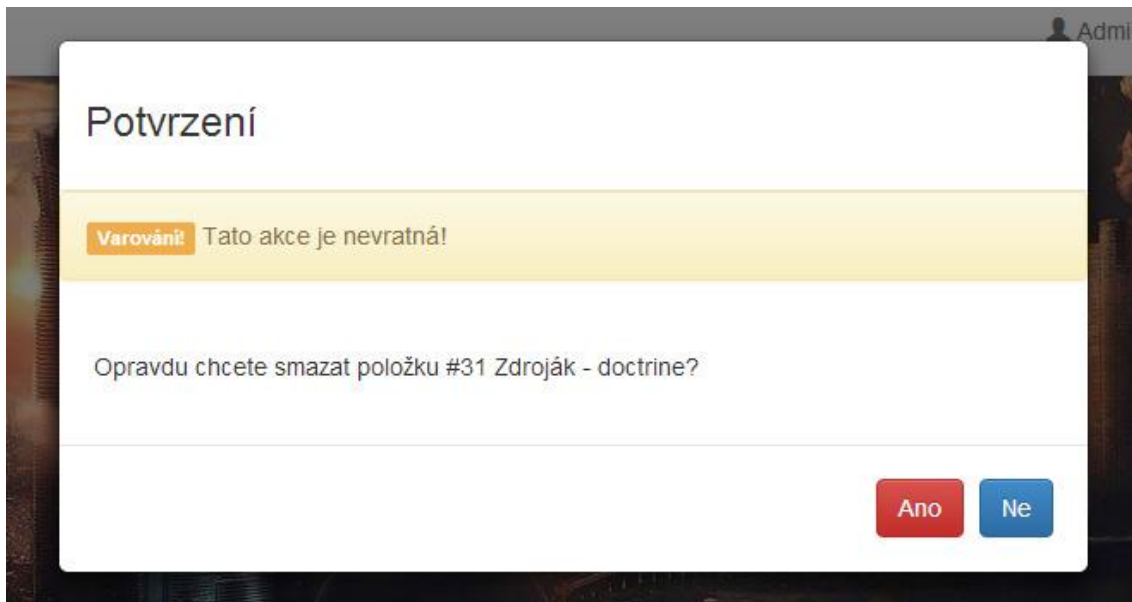 Admi
Potvrzení
Varování! Tato akce je nevratná!
Opravdu chcete smazat položku #31 Zdroják - doctrine?
Ano Ne